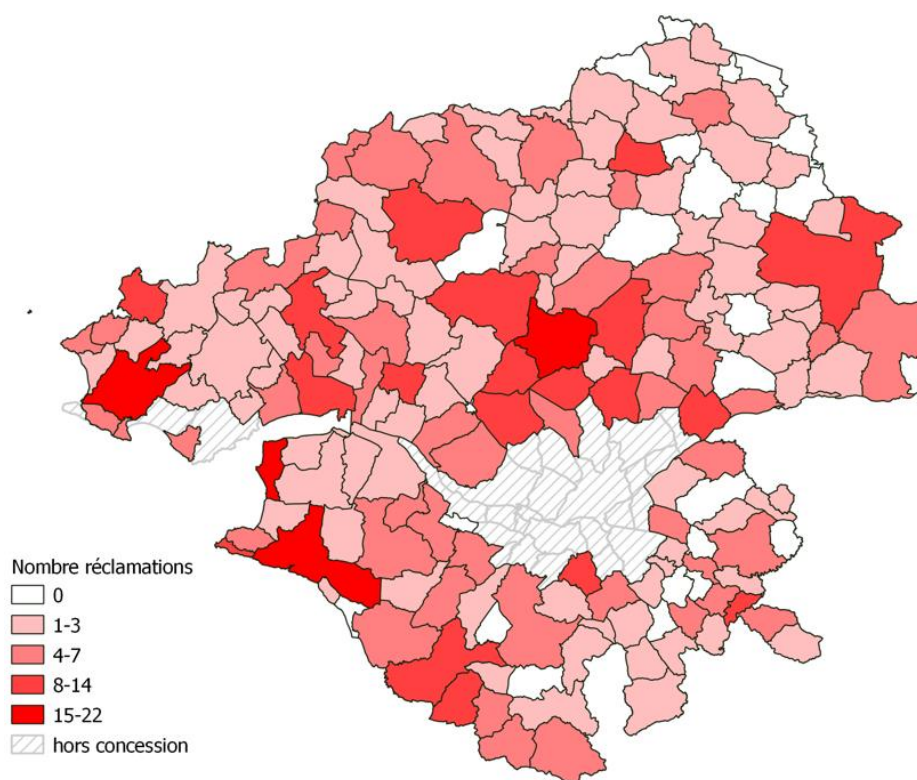 Nombre réclamations
0
1-3
4-7
8-14
15-22
hors concession